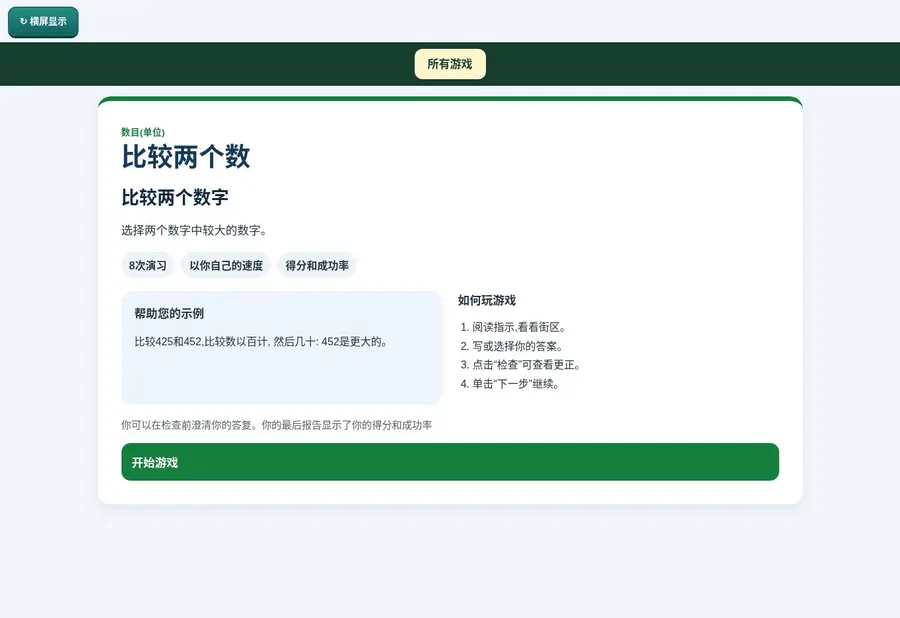 ↻ 横屏显示
所有游戏
数目(单位)
比较两个数
比较两个数字
选择两个数字中较大的数字。
8次演习
以你自己的速度
得分和成功率
帮助您的示例
比较425和452,比较数以百计, 然后几十: 452是更大的。
如何玩游戏
1. 阅读指示,看看街区。
2. 写或选择你的答案。
3. 点击“检查”可查看更正。
4. 单击“下一步”继续。
你可以在检查前澄清你的答复。你的最后报告显示了你的得分和成功率
开始游戏